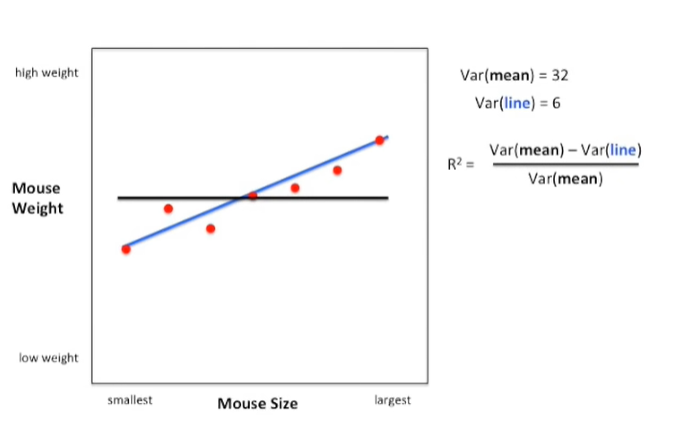 high weight
Mouse
Weight
low weight
smallest
Mouse Size
largest
Var(mean) = 32
Var(line) = 6
R² =
Var(mean) – Var(line)
Var(mean)